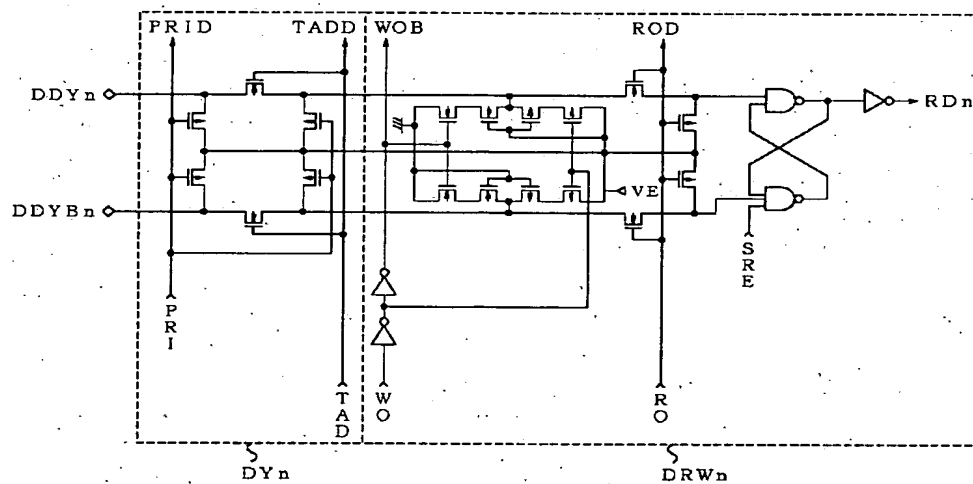 PRID TADD WOB ROD
DDYn
RDn
VE
DDYBn
SRE
PRI
TAD
WO
RO
DYn DRWn